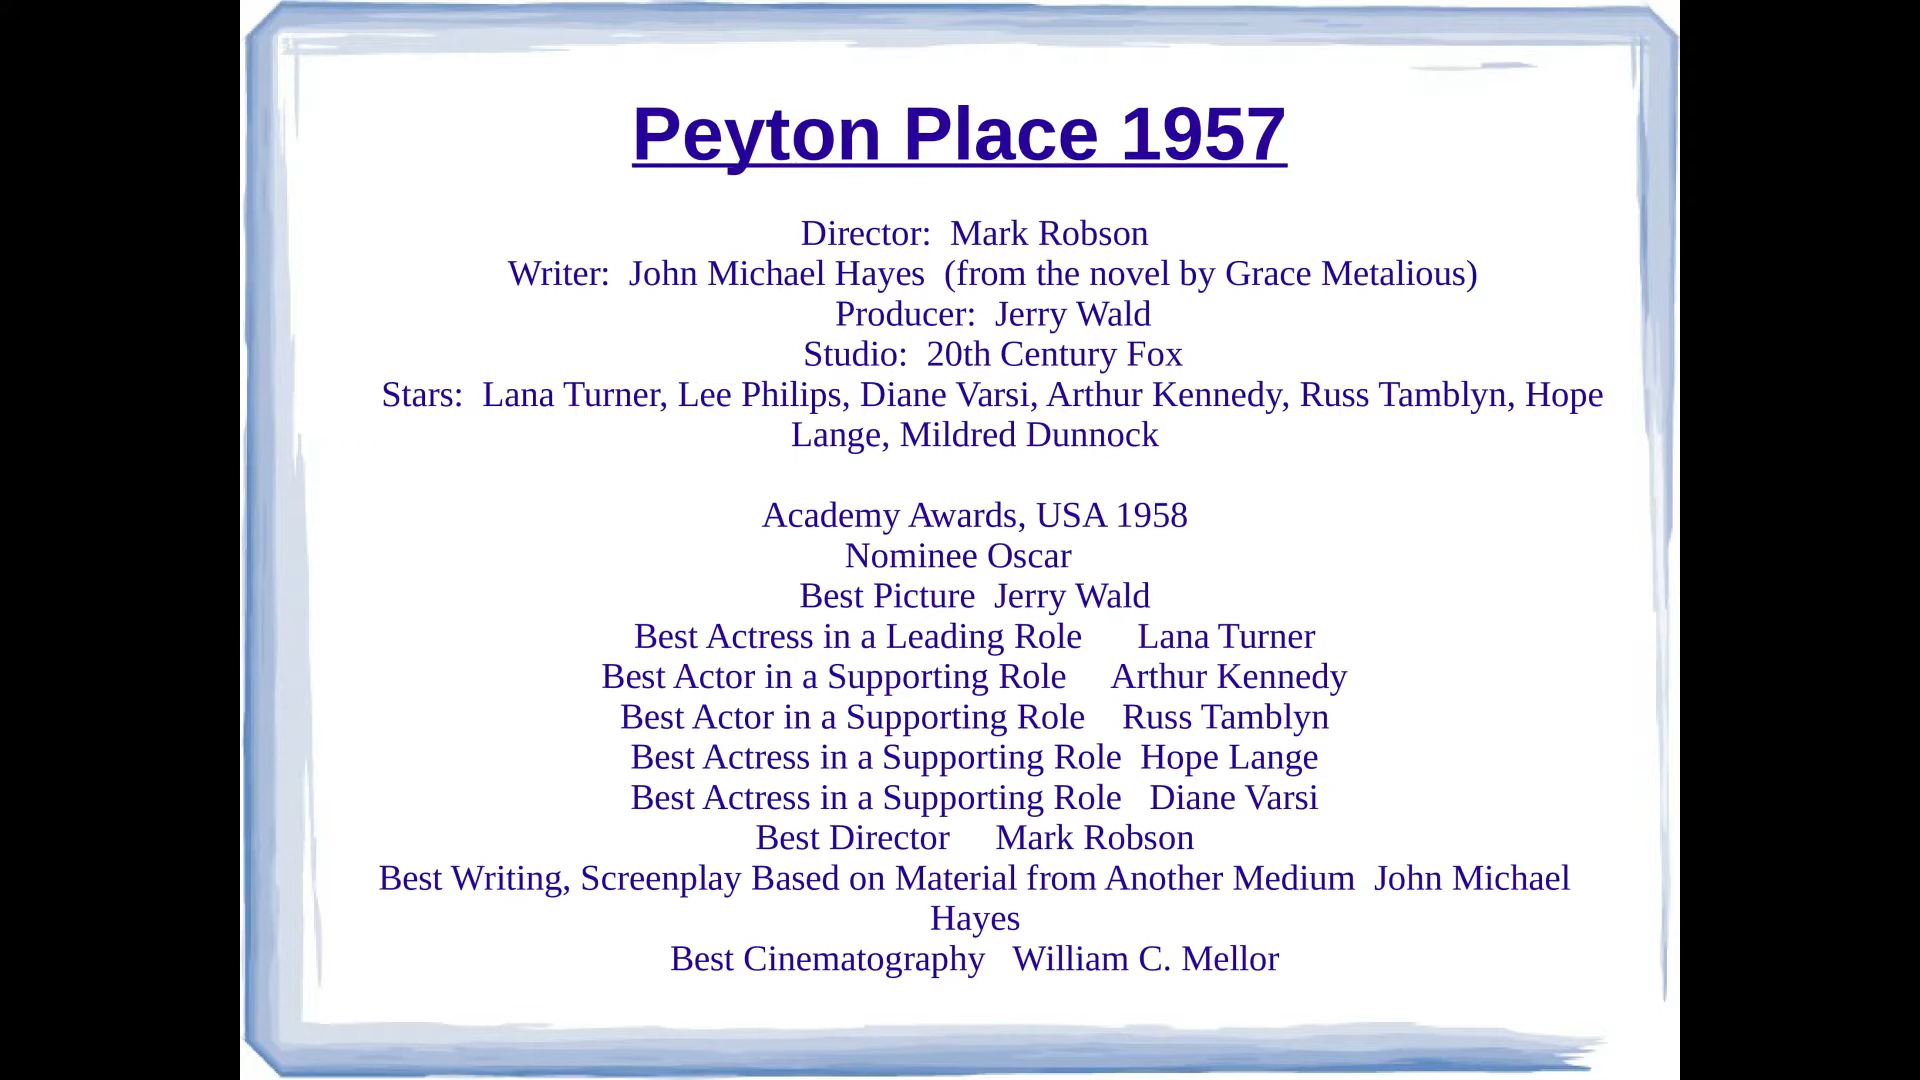 Peyton Place 1957
Director:  Mark Robson
Writer:  John Michael Hayes  (from the novel by Grace Metalious)
Producer:  Jerry Wald
Studio:  20th Century Fox
Stars:  Lana Turner, Lee Philips, Diane Varsi, Arthur Kennedy, Russ Tamblyn, Hope
Lange, Mildred Dunnock
Academy Awards, USA 1958
Nominee Oscar
Best Picture  Jerry Wald
Best Actress in a Leading Role      Lana Turner
Best Actor in a Supporting Role     Arthur Kennedy
Best Actor in a Supporting Role    Russ Tamblyn
Best Actress in a Supporting Role  Hope Lange
Best Actress in a Supporting Role   Diane Varsi
Best Director     Mark Robson
Best Writing, Screenplay Based on Material from Another Medium  John Michael
Hayes
Best Cinematography   William C. Mellor